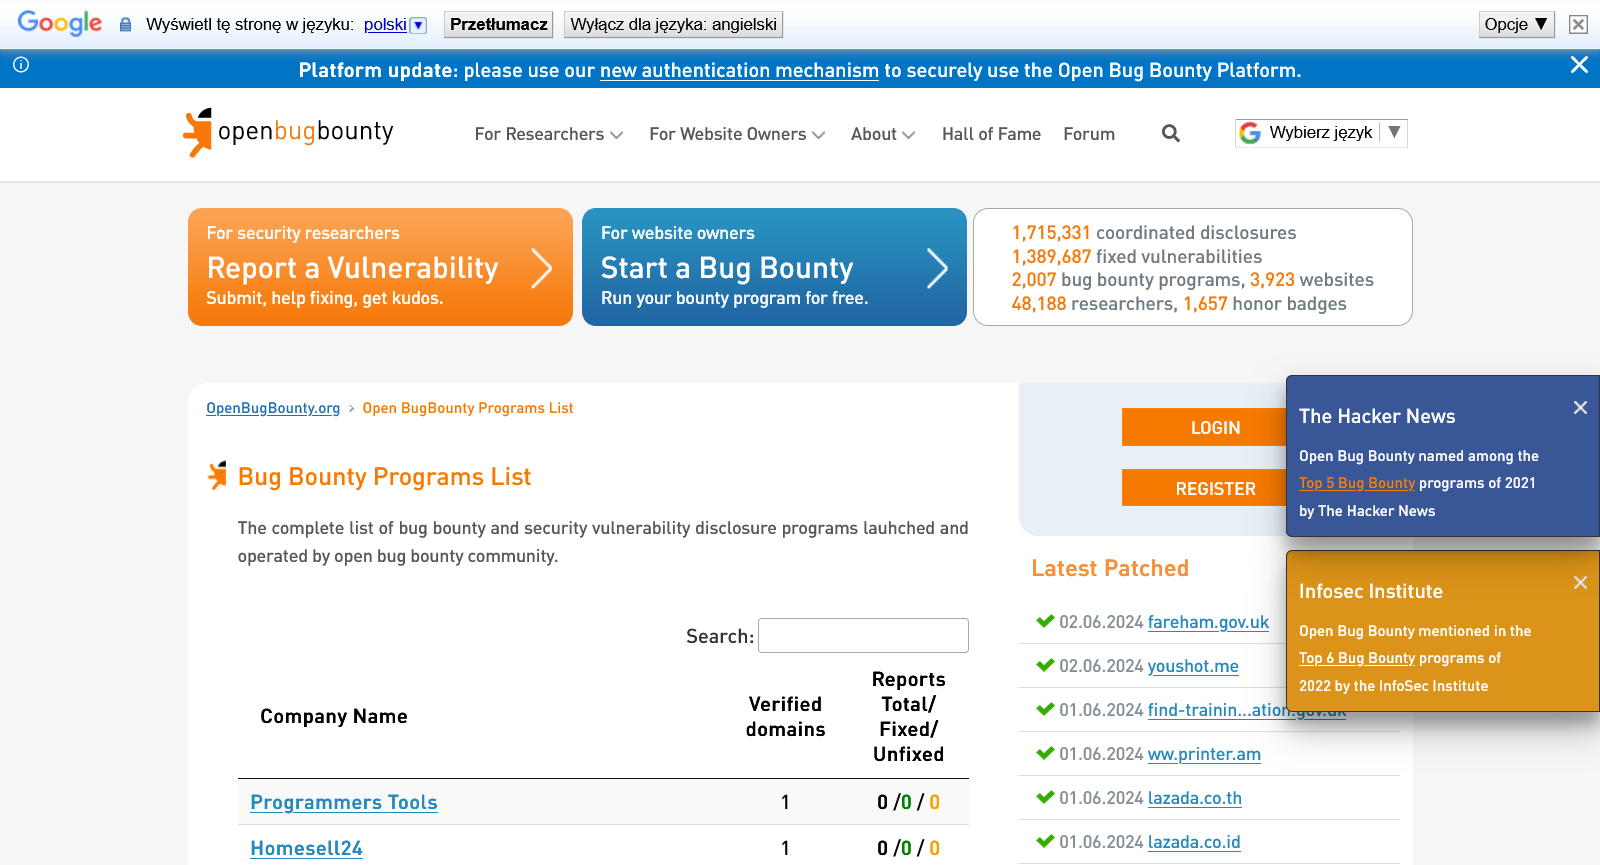 Google Wyświetl tę stronę w języku: polski ▼ Przetłumacz Wyłącz dla języka: angielski Opcje ▼
Platform update: please use our new authentication mechanism to securely use the Open Bug Bounty Platform.
openbugbounty
For Researchers For Website Owners About Hall of Fame Forum
Wybierz język ▼
For security researchers
Report a Vulnerability
Submit, help fixing, get kudos.
For website owners
Start a Bug Bounty
Run your bounty program for free.
1,715,331 coordinated disclosures
1,389,687 fixed vulnerabilities
2,007 bug bounty programs, 3,923 websites
48,188 researchers, 1,657 honor badges
OpenBugBounty.org > Open BugBounty Programs List
Bug Bounty Programs List
The complete list of bug bounty and security vulnerability disclosure programs lauhched and
operated by open bug bounty community.
Search:
Company Name
Verified
domains
Reports
Total/
Fixed/
Unfixed
Programmers Tools 1 0 /0 / 0
Homesell24 1 0 /0 / 0
LOGIN
REGISTER
Latest Patched
02.06.2024 fareham.gov.uk
02.06.2024 youshot.me
01.06.2024 find-trainin...ation.gov.uk
01.06.2024 ww.printer.am
01.06.2024 lazada.co.th
01.06.2024 lazada.co.id
The Hacker News
Open Bug Bounty named among the
Top 5 Bug Bounty programs of 2021
by The Hacker News
Infosec Institute
Open Bug Bounty mentioned in the
Top 6 Bug Bounty programs of
2022 by the InfoSec Institute